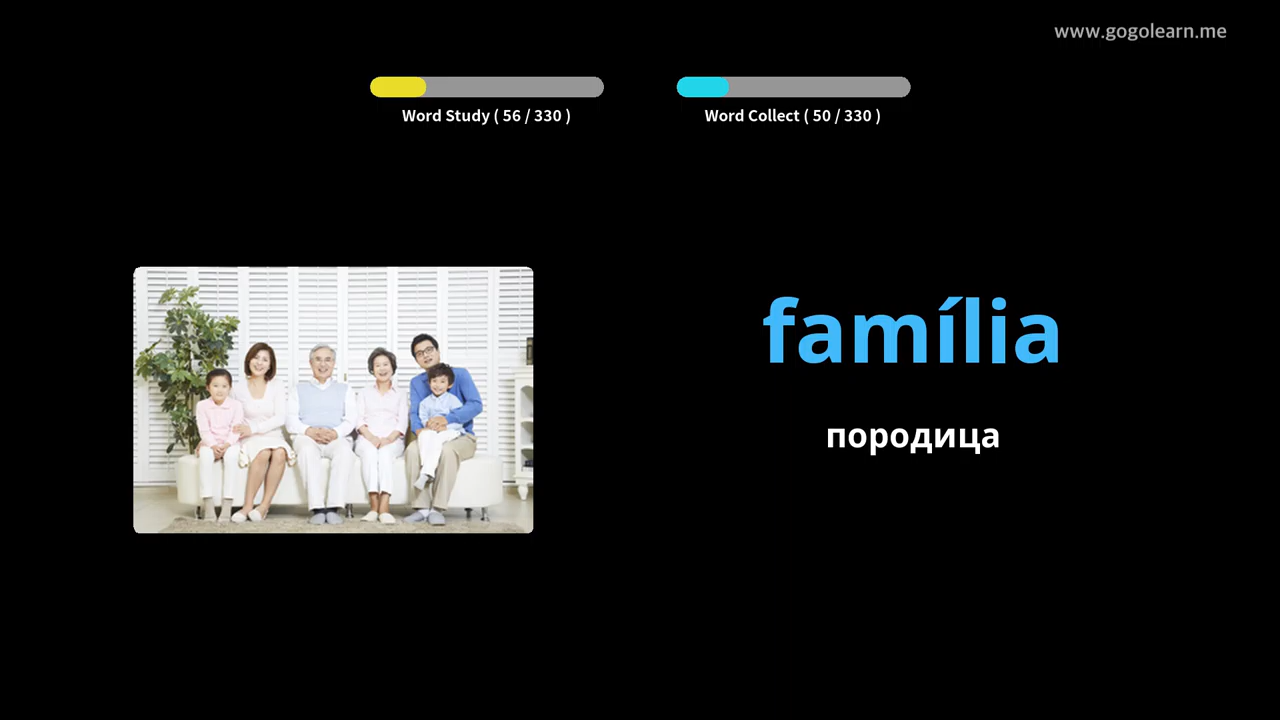 www.gogolearn.me
Word Study ( 56 / 330 )
Word Collect ( 50 / 330 )
família
породица